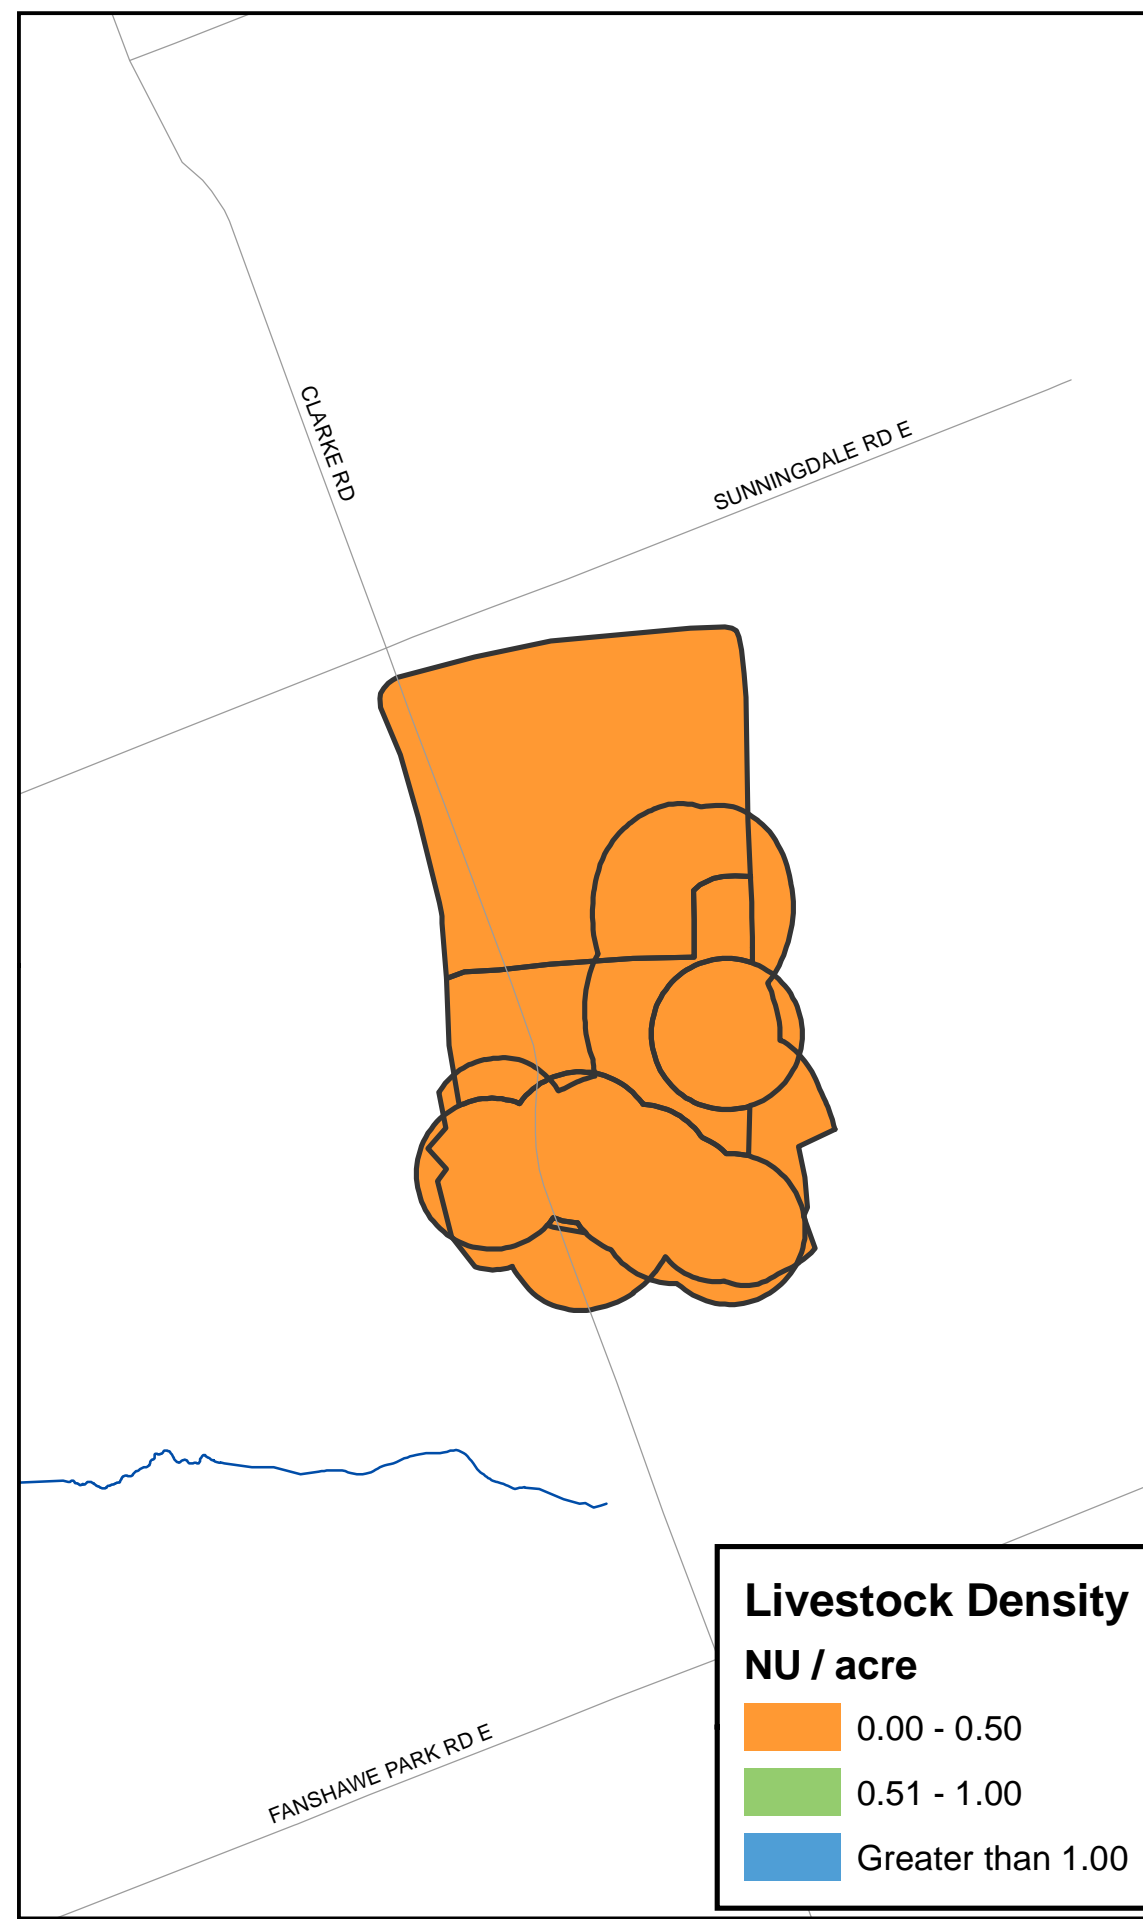 CLARKE RD
SUNNINGDALE RD E
FANSHAWE PARK RD E
Livestock Density
NU / acre
0.00 - 0.50
0.51 - 1.00
Greater than 1.00